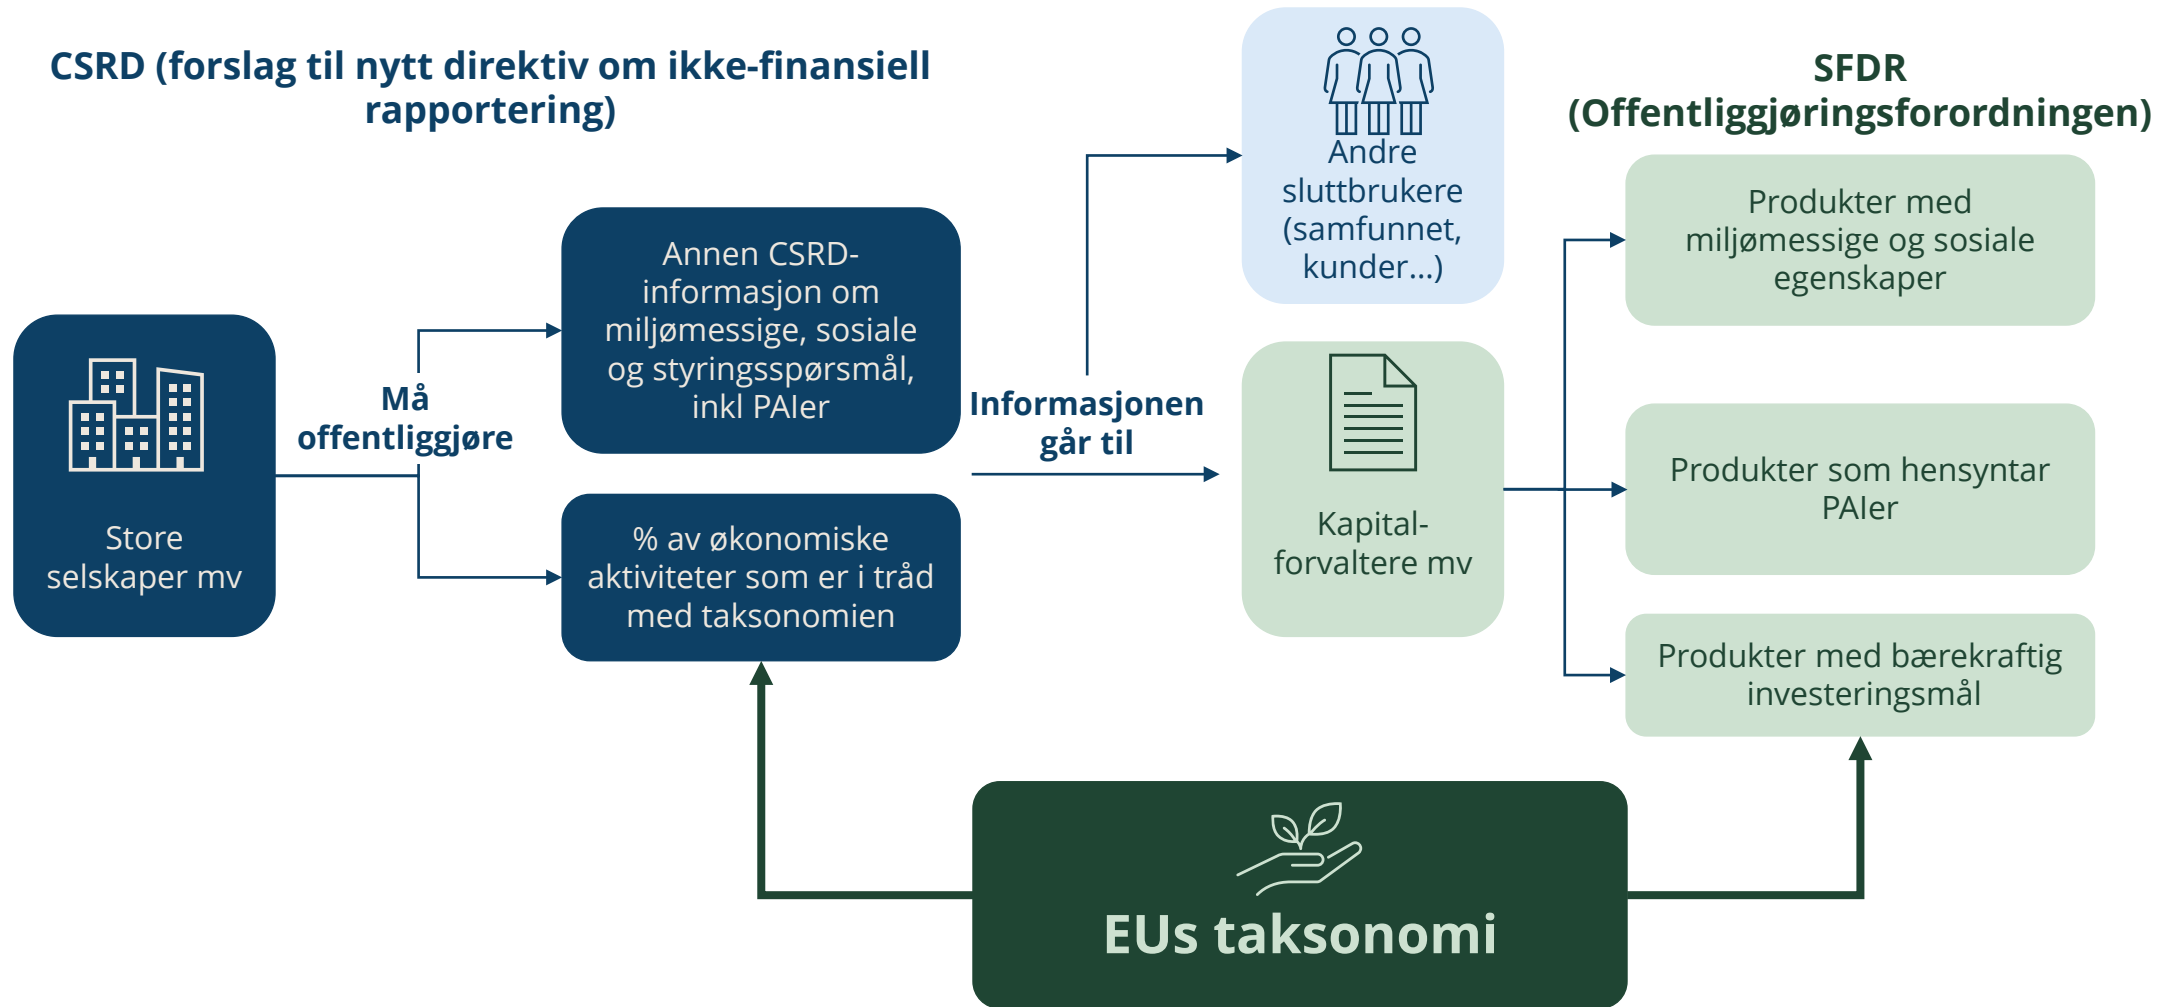 CSRD (forslag til nytt direktiv om ikke-finansiell
rapportering)
Store
selskaper mv
Må
offentliggjøre
Annen CSRD-
informasjon om
miljømessige, sosiale
og styringsspørsmål,
inkl PAIer
% av økonomiske
aktiviteter som er i tråd
med taksonomien
Informasjonen
går til
Andre
sluttbrukere
(samfunnet,
kunder...)
Kapital-
forvaltere mv
SFDR
(Offentliggjøringsforordningen)
Produkter med
miljømessige og sosiale
egenskaper
Produkter som hensyntar
PAIer
Produkter med bærekraftig
investeringsmål
EUs taksonomi